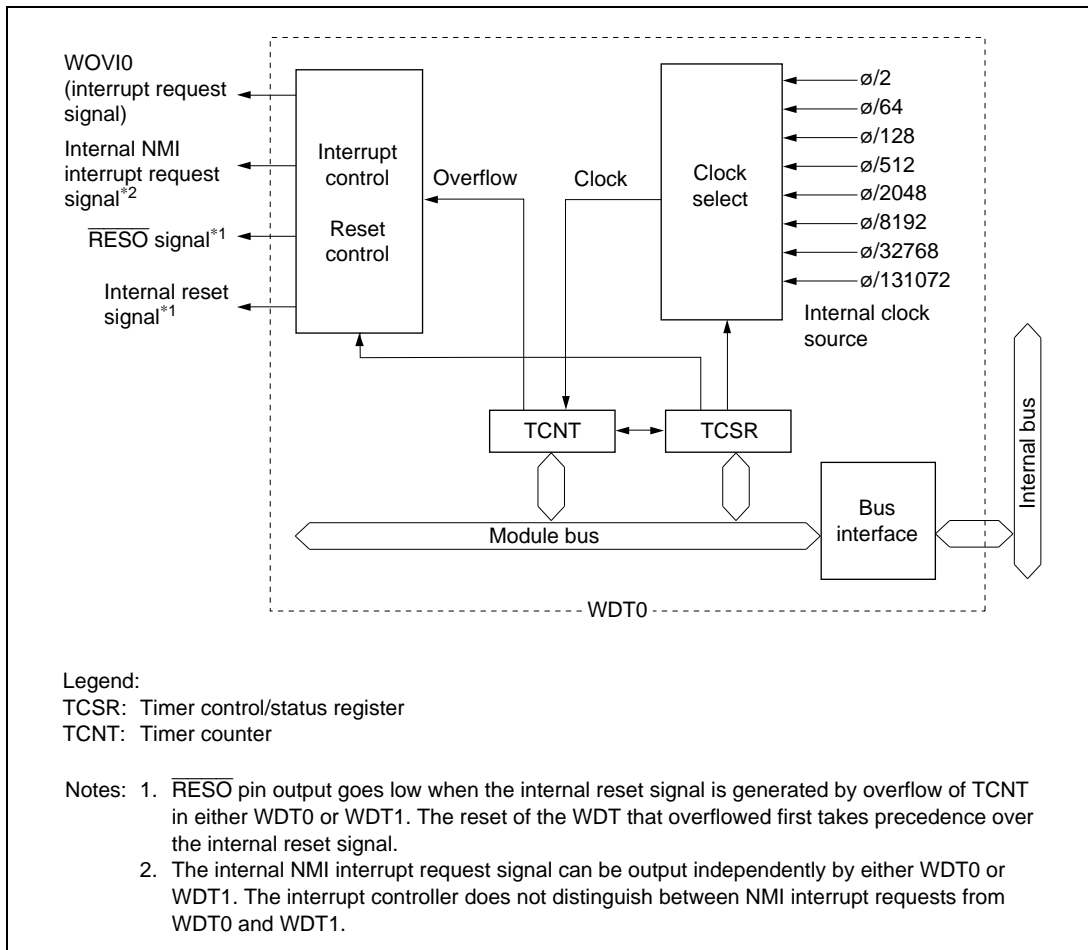 WOVI0
(interrupt request
signal)
Internal NMI
interrupt request
signal*2
RESO signal*1
Internal reset
signal*1
Interrupt
control
Reset
control
Overflow
Clock
Clock
select
ø/2
ø/64
ø/128
ø/512
ø/2048
ø/8192
ø/32768
ø/131072
Internal clock
source
TCNT
TCSR
Module bus
Bus
interface
Internal bus
WDT0
Legend:
TCSR: Timer control/status register
TCNT: Timer counter
Notes: 1. RESO pin output goes low when the internal reset signal is generated by overflow of TCNT
in either WDT0 or WDT1. The reset of the WDT that overflowed first takes precedence over
the internal reset signal.
2. The internal NMI interrupt request signal can be output independently by either WDT0 or
WDT1. The interrupt controller does not distinguish between NMI interrupt requests from
WDT0 and WDT1.